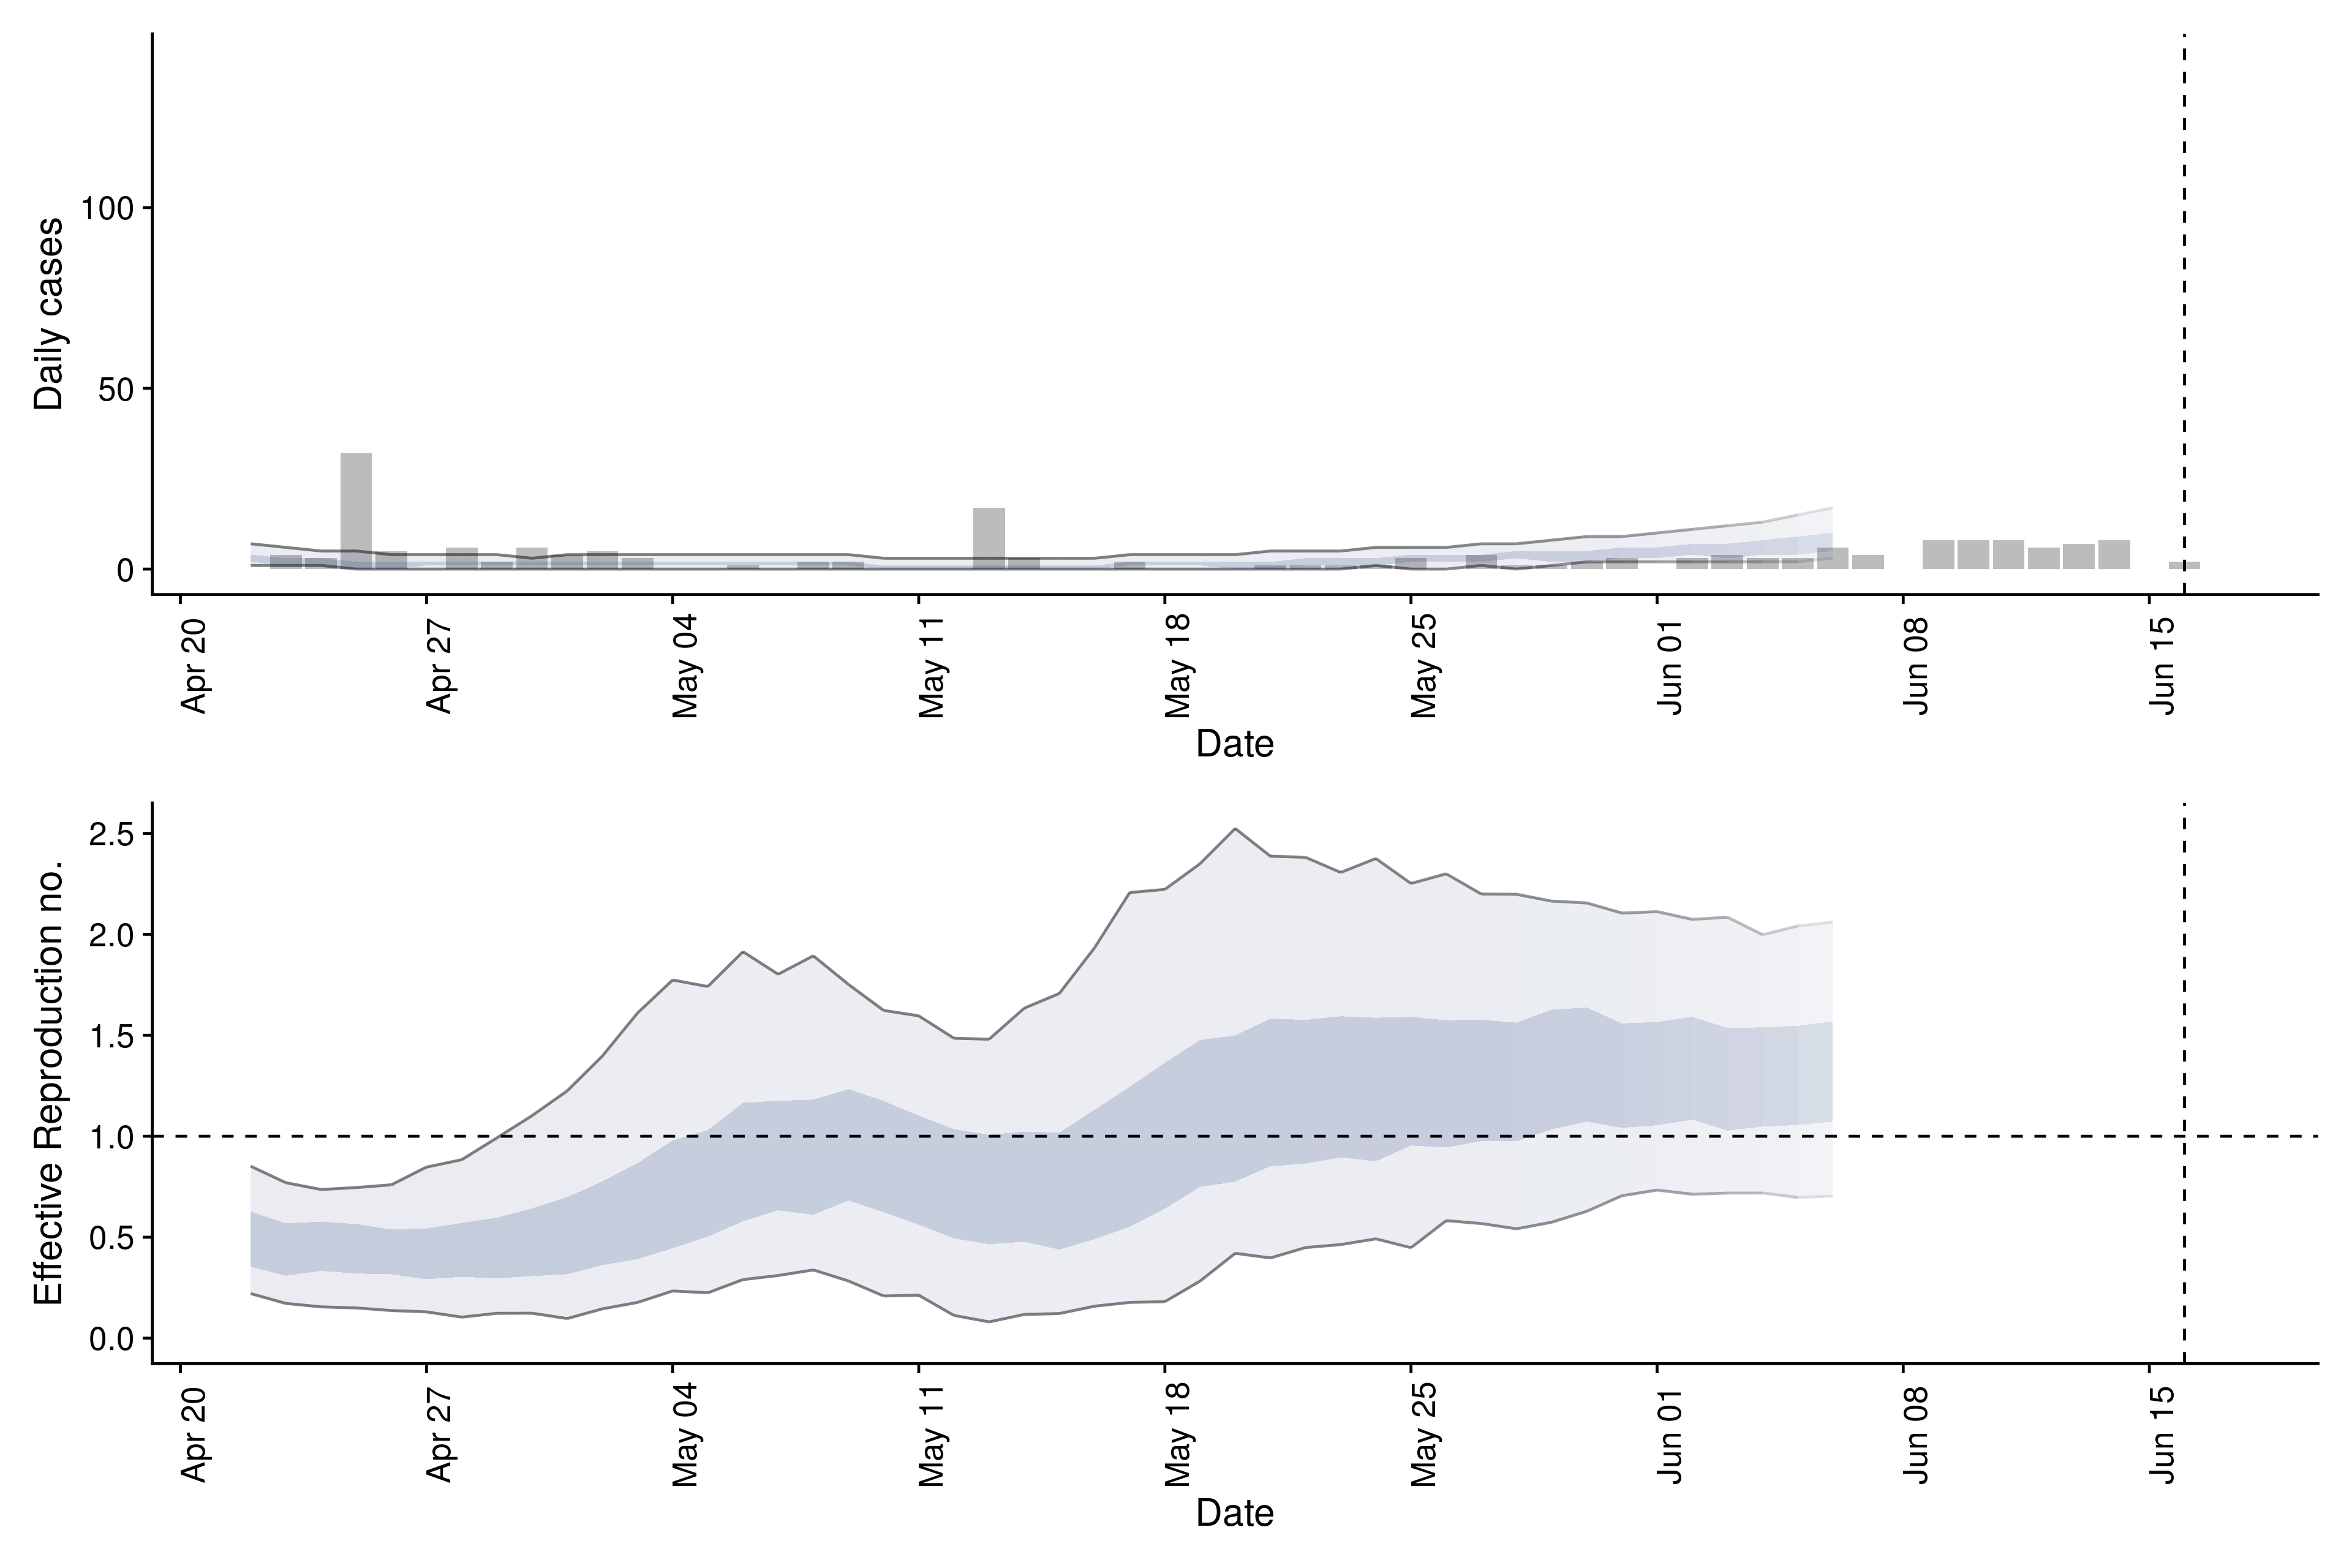 Daily cases
100
50
0
Apr 20
Apr 27
May 04
May 11
May 18
May 25
Jun 01
Jun 08
Jun 15
Date
Effective Reproduction no.
2.5
2.0
1.5
1.0
0.5
0.0
Apr 20
Apr 27
May 04
May 11
May 18
May 25
Jun 01
Jun 08
Jun 15
Date